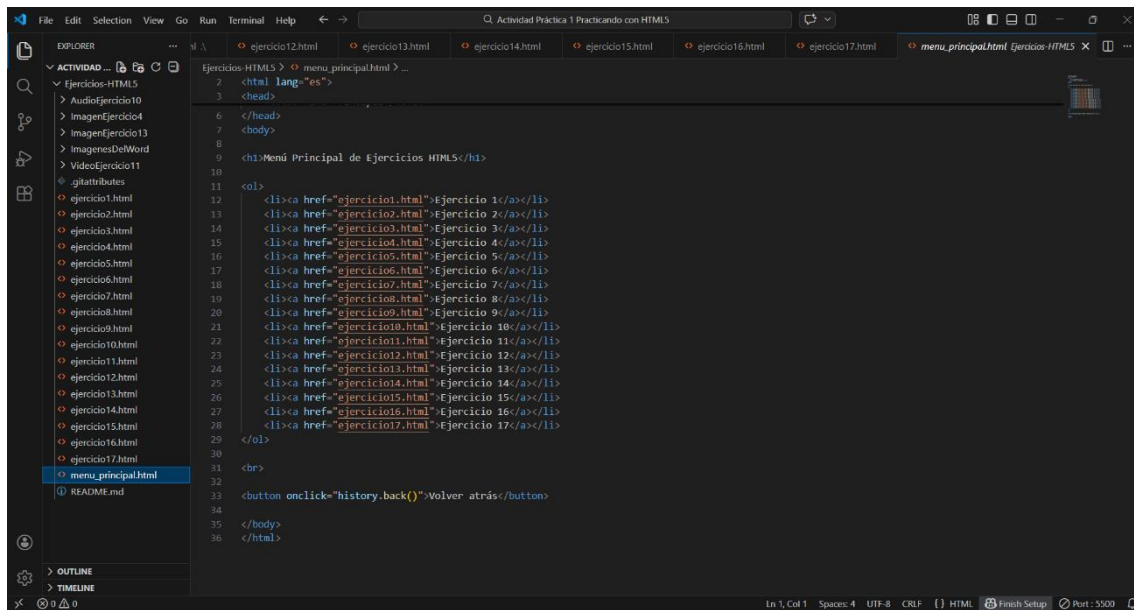 File Edit Selection View Go Run Terminal Help
Actividad Práctica 1 Practicando con HTML5
EXPLORER
ejercicio12.html ejercicio13.html ejercicio14.html ejercicio15.html ejercicio16.html ejercicio17.html menu_principal.html Ejercicios-HTML5
ACTIVIDAD ...
Ejercicios-HTML5 > menu_principal.html > ...
Ejercicios-HTML5
AudioEjercicio10
ImagenEjercicio4
ImagenEjercicio13
ImagenesDelWord
VideoEjercicio11
.gitattributes
ejercicio1.html
ejercicio2.html
ejercicio3.html
ejercicio4.html
ejercicio5.html
ejercicio6.html
ejercicio7.html
ejercicio8.html
ejercicio9.html
ejercicio10.html
ejercicio11.html
ejercicio12.html
ejercicio13.html
ejercicio14.html
ejercicio15.html
ejercicio16.html
ejercicio17.html
menu_principal.html
README.md
OUTLINE
TIMELINE
2 <html lang="es">
3 <head>
6 </head>
7 <body>
8
9 <h1>Menú Principal de Ejercicios HTML5</h1>
10
11 <ol>
12 <li><a href="ejercicio1.html">Ejercicio 1</a></li>
13 <li><a href="ejercicio2.html">Ejercicio 2</a></li>
14 <li><a href="ejercicio3.html">Ejercicio 3</a></li>
15 <li><a href="ejercicio4.html">Ejercicio 4</a></li>
16 <li><a href="ejercicio5.html">Ejercicio 5</a></li>
17 <li><a href="ejercicio6.html">Ejercicio 6</a></li>
18 <li><a href="ejercicio7.html">Ejercicio 7</a></li>
19 <li><a href="ejercicio8.html">Ejercicio 8</a></li>
20 <li><a href="ejercicio9.html">Ejercicio 9</a></li>
21 <li><a href="ejercicio10.html">Ejercicio 10</a></li>
22 <li><a href="ejercicio11.html">Ejercicio 11</a></li>
23 <li><a href="ejercicio12.html">Ejercicio 12</a></li>
24 <li><a href="ejercicio13.html">Ejercicio 13</a></li>
25 <li><a href="ejercicio14.html">Ejercicio 14</a></li>
26 <li><a href="ejercicio15.html">Ejercicio 15</a></li>
27 <li><a href="ejercicio16.html">Ejercicio 16</a></li>
28 <li><a href="ejercicio17.html">Ejercicio 17</a></li>
29 </ol>
30
31 <br>
32
33 <button onclick="history.back()">Volver atrás</button>
34
35 </body>
36 </html>
0 0 Ln 1, Col 1 Spaces: 4 UTF-8 CRLF {} HTML Finish Setup Port : 5500